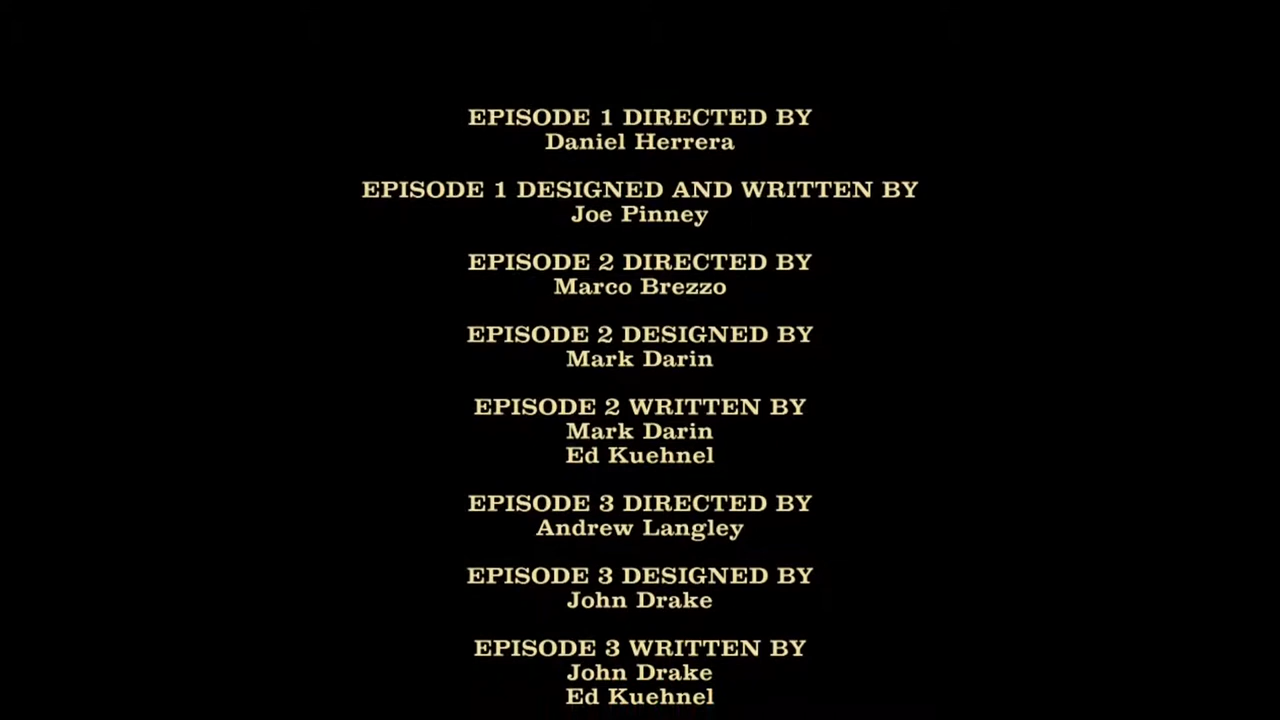 EPISODE 1 DIRECTED BY
Daniel Herrera
EPISODE 1 DESIGNED AND WRITTEN BY
Joe Pinney
EPISODE 2 DIRECTED BY
Marco Brezzo
EPISODE 2 DESIGNED BY
Mark Darin
EPISODE 2 WRITTEN BY
Mark Darin
Ed Kuehnel
EPISODE 3 DIRECTED BY
Andrew Langley
EPISODE 3 DESIGNED BY
John Drake
EPISODE 3 WRITTEN BY
John Drake
Ed Kuehnel